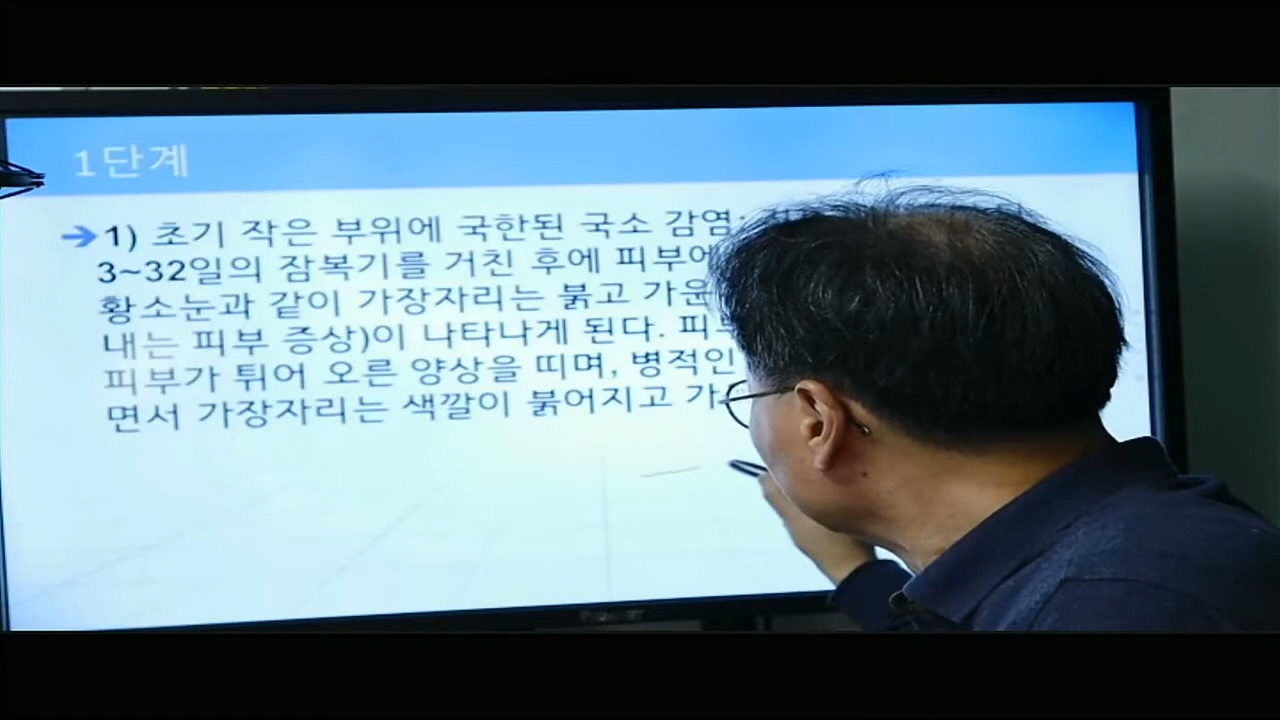 1단계
1) 초기 작은 부위에 국한된 국소 감염:
3~32일의 잠복기를 거친 후에 피부에
황소눈과 같이 가장자리는 붉고 가운
내는 피부 증상)이 나타나게 된다. 피부
피부가 튀어 오른 양상을 띠며, 병적인
면서 가장자리는 색깔이 붉어지고 가